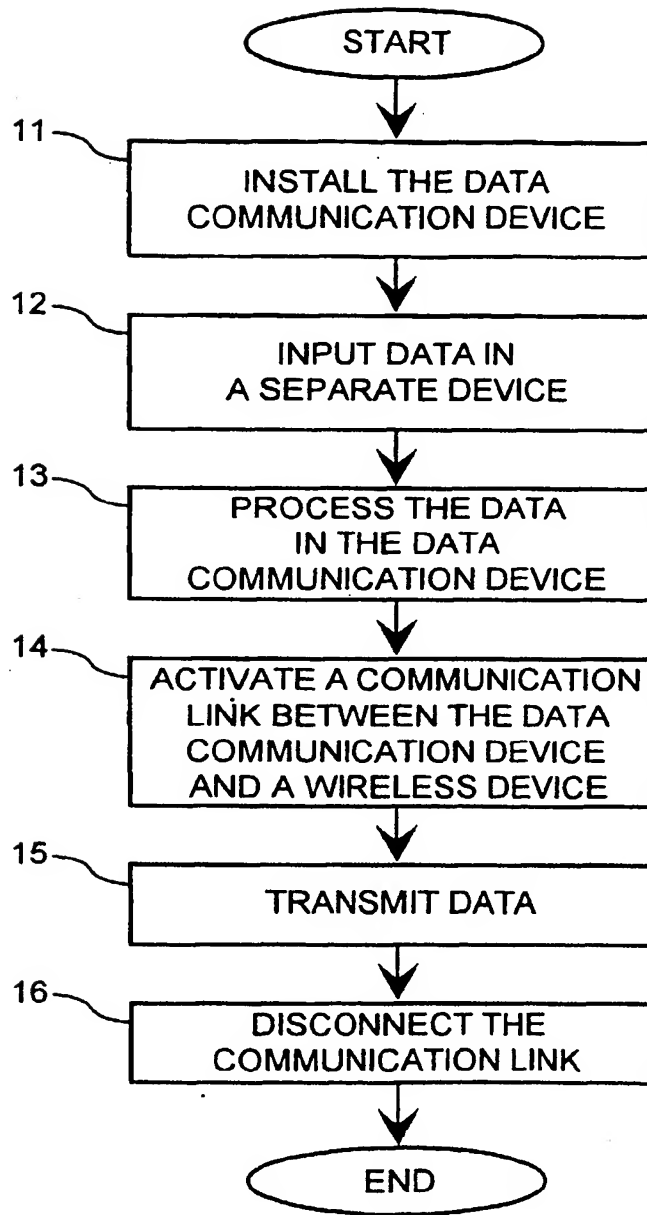 START
11
INSTALL THE DATA
COMMUNICATION DEVICE
12
INPUT DATA IN
A SEPARATE DEVICE
13
PROCESS THE DATA
IN THE DATA
COMMUNICATION DEVICE
14
ACTIVATE A COMMUNICATION
LINK BETWEEN THE DATA
COMMUNICATION DEVICE
AND A WIRELESS DEVICE
15
TRANSMIT DATA
16
DISCONNECT THE
COMMUNICATION LINK
END